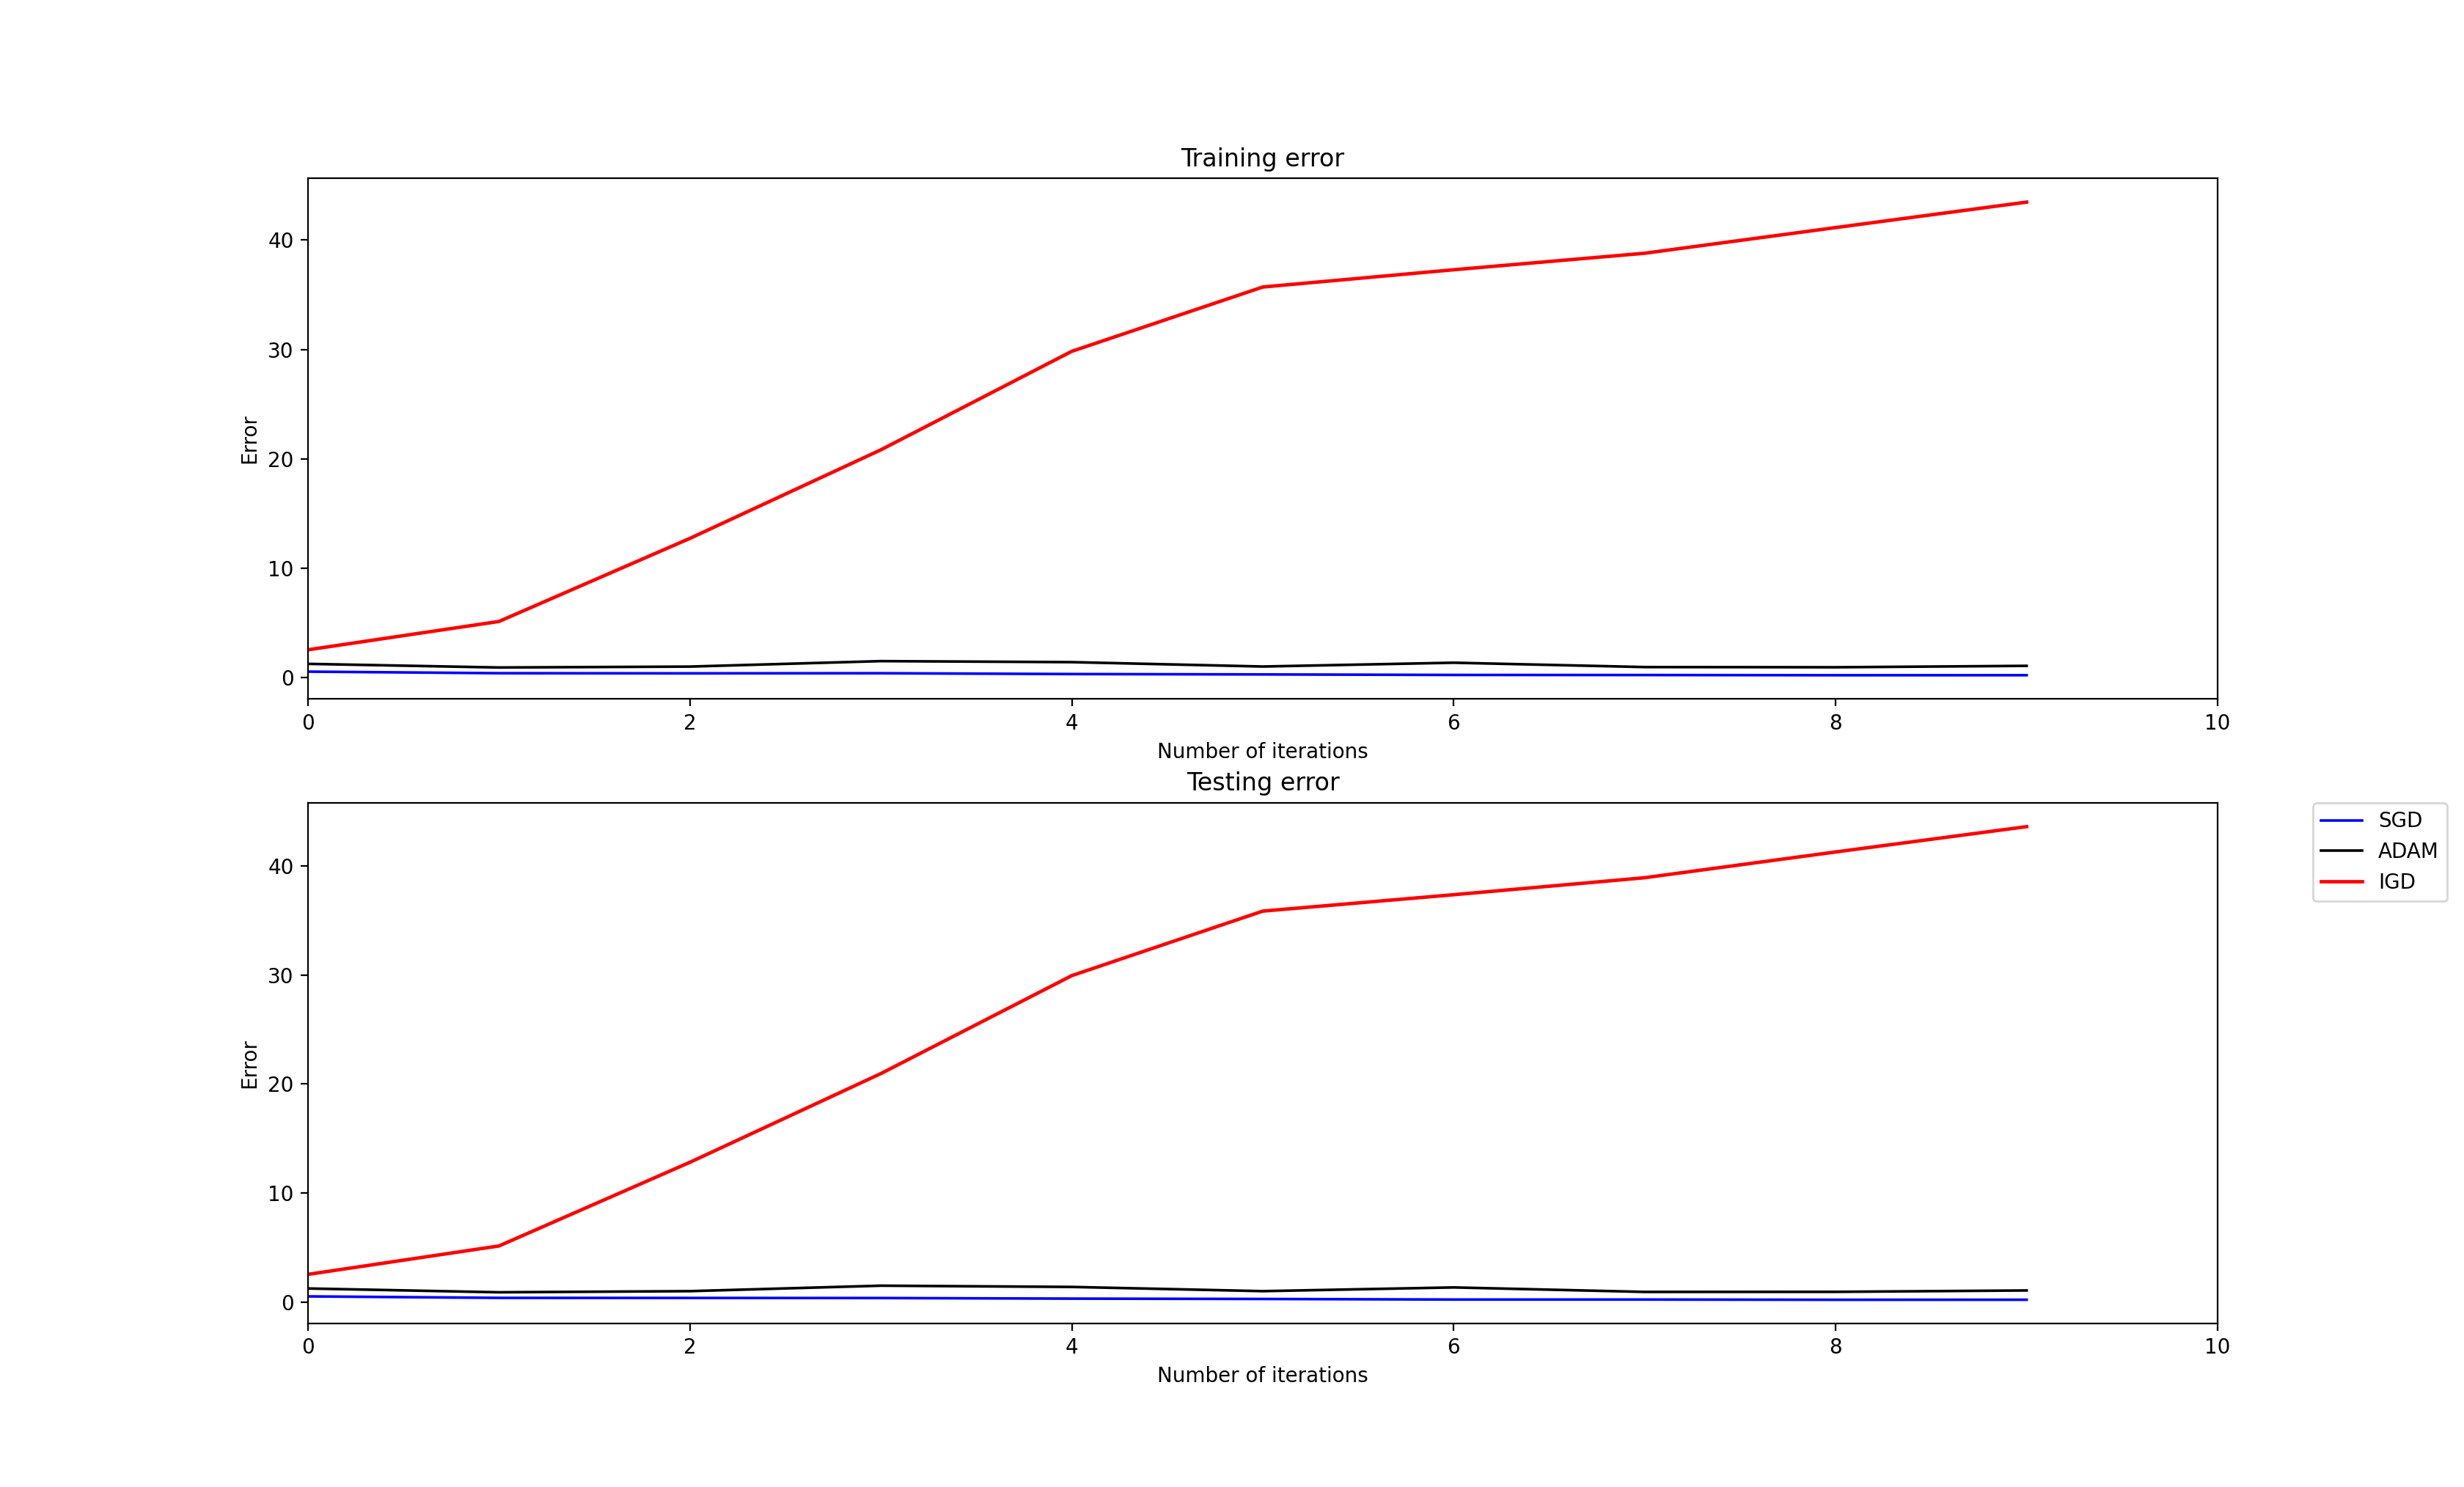 Training error
40
30
20
10
0
Error
0 2 4 6 8 10
Number of iterations
Testing error
40
30
20
10
0
Error
0 2 4 6 8 10
Number of iterations
SGD
ADAM
IGD